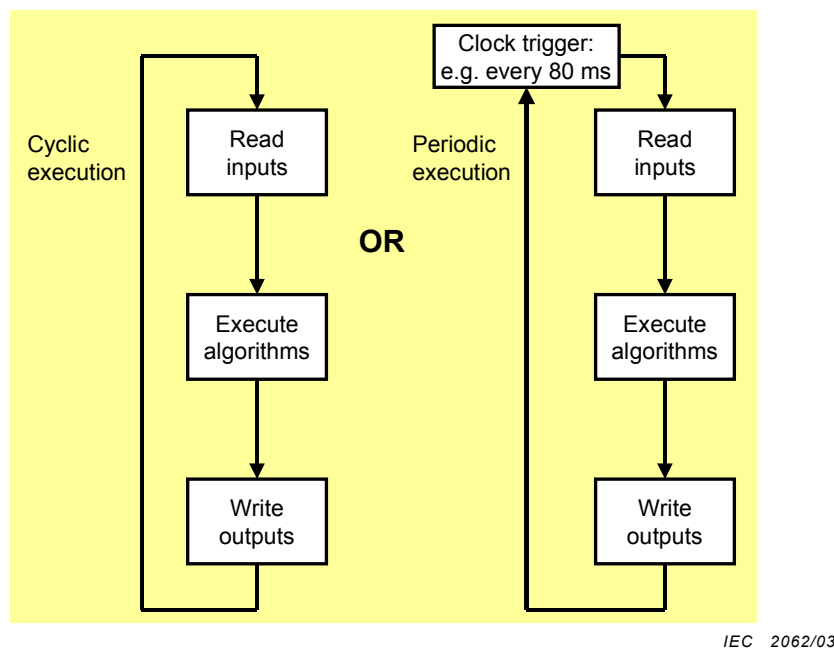 Cyclic
execution
Read
inputs
Execute
algorithms
Write
outputs
OR
Clock trigger:
e.g. every 80 ms
Periodic
execution
Read
inputs
Execute
algorithms
Write
outputs
IEC 2062/03